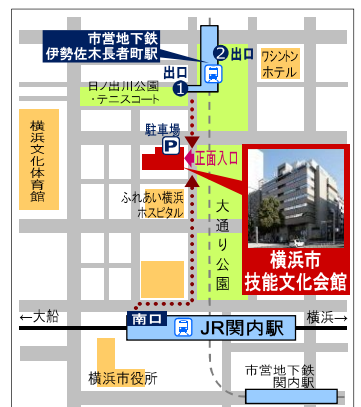 市営地下鉄
伊勢佐木長者町駅
❷出口
ワシントン
ホテル
出口
❶
日ノ出川公園
・テニスコート
横浜文化体育館
駐車場
P
正面入口
ふれあい横浜
ホスピタル
大通り公園
横浜市
技能文化会館
←大船
南口
JR関内駅
横浜→
横浜市役所
市営地下鉄
関内駅